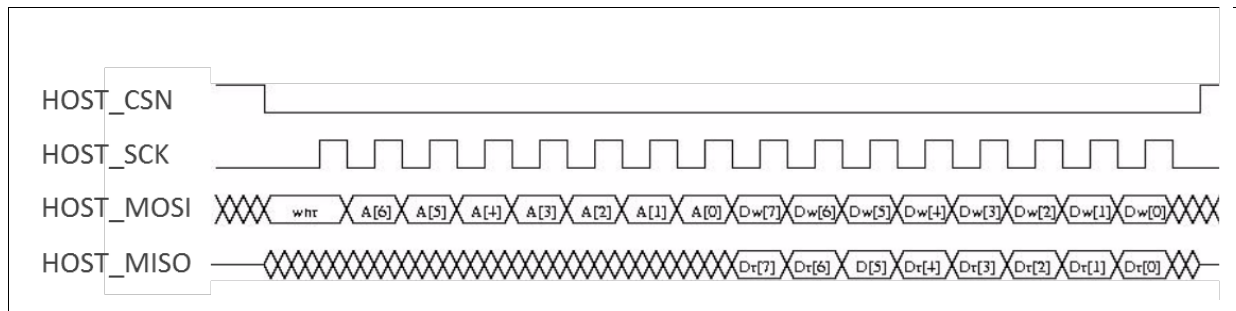 HOST_CSN
HOST_SCK
HOST_MOSI whr A[6] A[5] A[4] A[3] A[2] A[1] A[0] Dw[7] Dw[6] Dw[5] Dw[4] Dw[3] Dw[2] Dw[1] Dw[0]
HOST_MISO Dr[7] Dr[6] D[5] Dr[4] Dr[3] Dr[2] Dr[1] Dr[0]